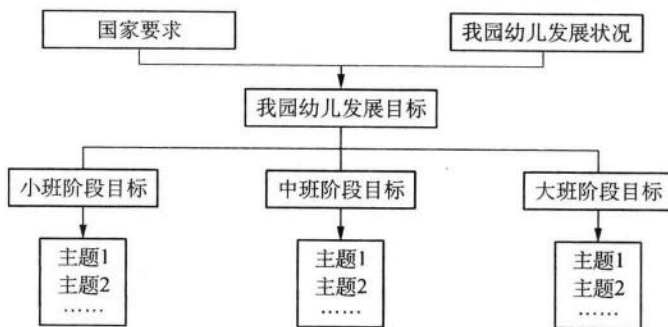 国家要求
我园幼儿发展状况
我园幼儿发展目标
小班阶段目标
中班阶段目标
大班阶段目标
主题1
主题2
……
主题1
主题2
……
主题1
主题2
……